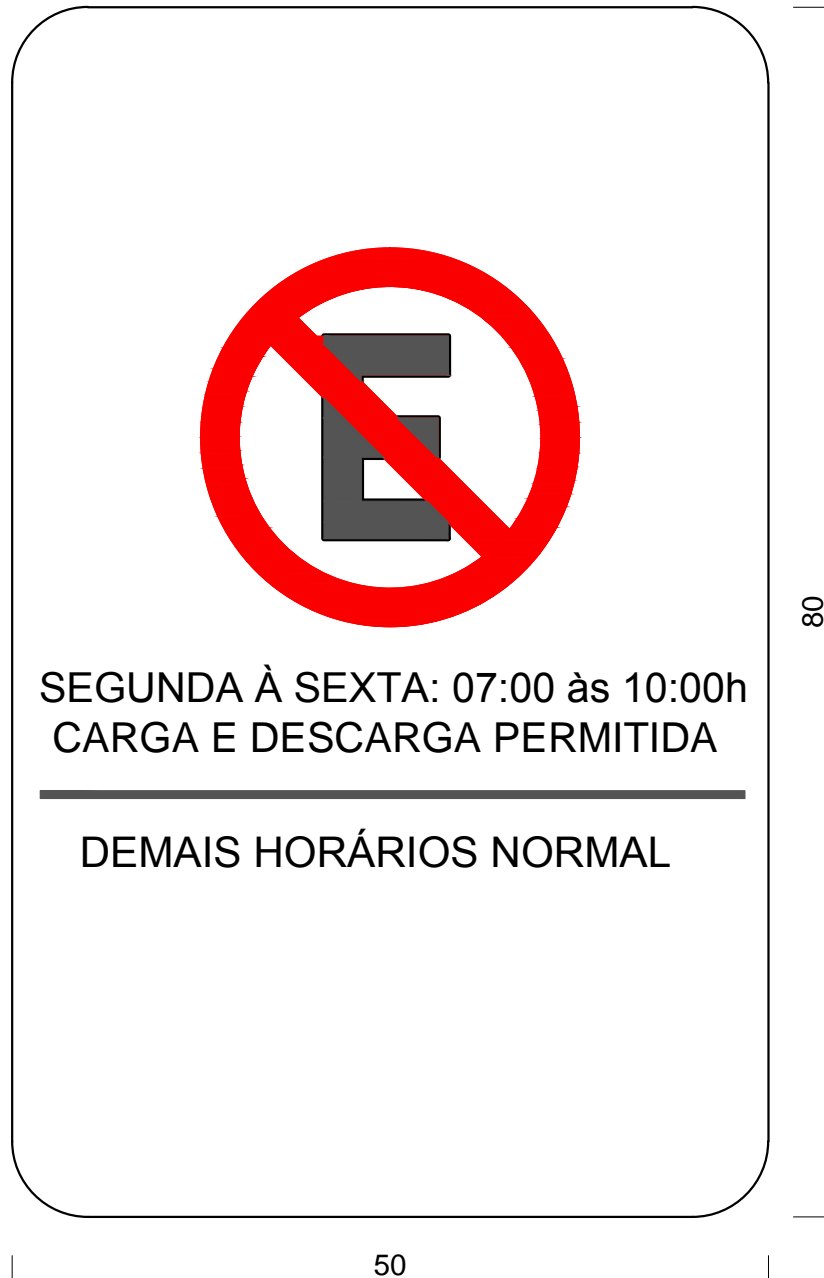 E
SEGUNDA À SEXTA: 07:00 às 10:00h
CARGA E DESCARGA PERMITIDA
DEMAIS HORÁRIOS NORMAL
80
50